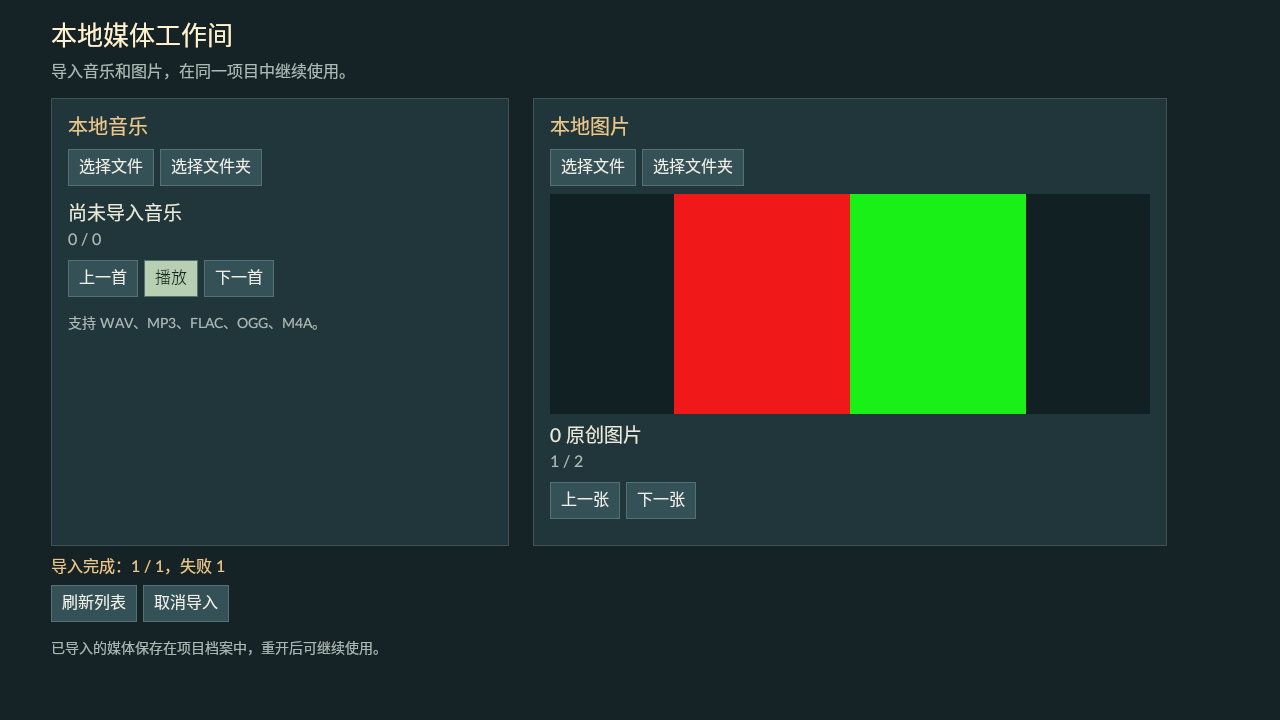 本地媒体工作间
导入音乐和图片，在同一项目中继续使用。
本地音乐
选择文件 选择文件夹
尚未导入音乐
0 / 0
上一首 播放 下一首
支持 WAV、MP3、FLAC、OGG、M4A。
本地图片
选择文件 选择文件夹
0 原创图片
1 / 2
上一张 下一张
导入完成：1 / 1，失败 1
刷新列表 取消导入
已导入的媒体保存在项目档案中，重开后可继续使用。